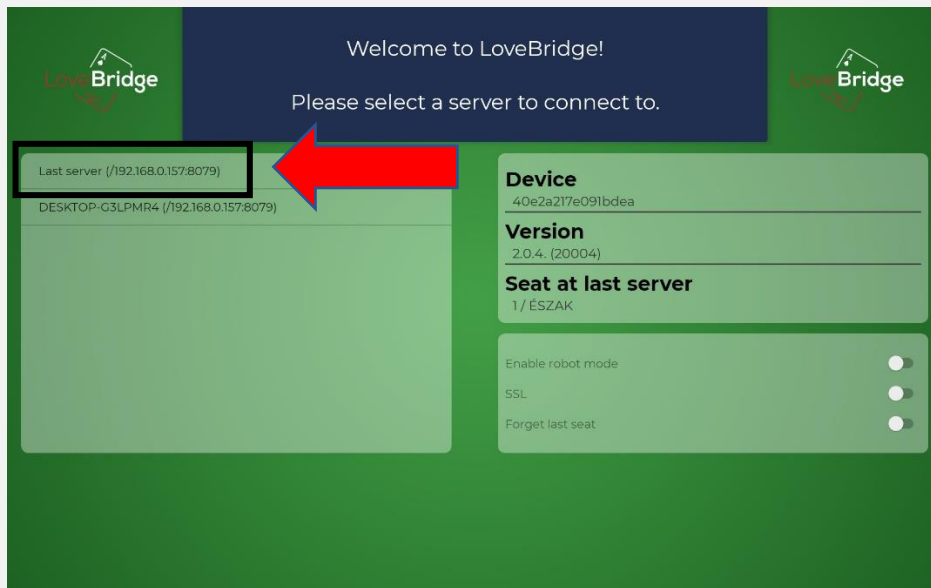 LoveBridge
Welcome to LoveBridge!
Please select a server to connect to.
LoveBridge
Last server (/192.168.0.157:8079)
DESKTOP-G3LPMR4 (/192.168.0.157:8079)
Device
40e2a217e091bdea
Version
2.0.4. (20004)
Seat at last server
1 / ÉSZAK
Enable robot mode
SSL
Forget last seat